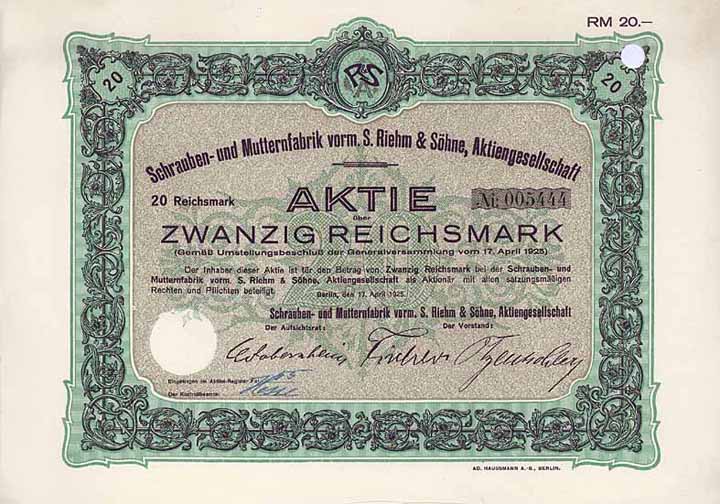 RM 20.—
20
RS
20
Schrauben- und Mutternfabrik vorm. S. Riehm & Söhne, Aktiengesellschaft
20 Reichsmark
AKTIE
№ 005444
über
ZWANZIG REICHSMARK
(Gemäß Umstellungsbeschluß der Generalversammlung vom 17. April 1925)
Der Inhaber dieser Aktie ist für den Betrag von Zwanzig Reichsmark bei der Schrauben- und
Mutternfabrik vorm. S. Riehm & Söhne, Aktiengesellschaft als Aktionär mit allen satzungsmäßigen
Rechten und Pflichten beteiligt.
Berlin, den 17. April 1925.
Schrauben- und Mutternfabrik vorm. S. Riehm & Söhne, Aktiengesellschaft
Der Aufsichtsrat:
Der Vorstand:
Eingetragen im Aktien-Register Fol.
Der Kontrollbeamte:
20
20
AD. HAUSSMANN A.-G., BERLIN.